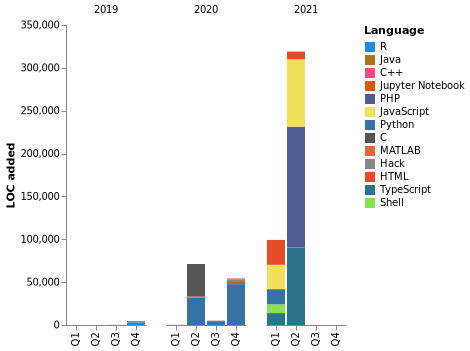 2019 2020 2021
Language
R
Java
C++
Jupyter Notebook
PHP
JavaScript
Python
C
MATLAB
Hack
HTML
TypeScript
Shell
LOC added
350,000
300,000
250,000
200,000
150,000
100,000
50,000
0
Q1 Q2 Q3 Q4 Q1 Q2 Q3 Q4 Q1 Q2 Q3 Q4